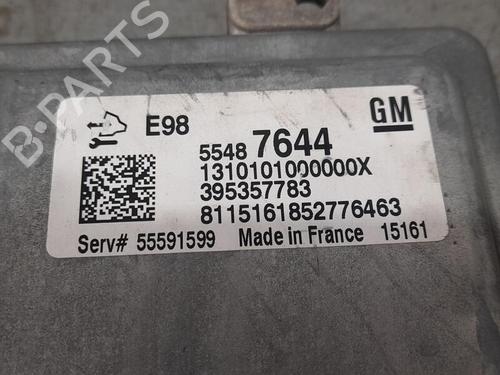 B-PARTS
E98
GM
5548 7644
1310101000000X
395357783
8115161852776463
Serv# 55591599 Made in France 15161